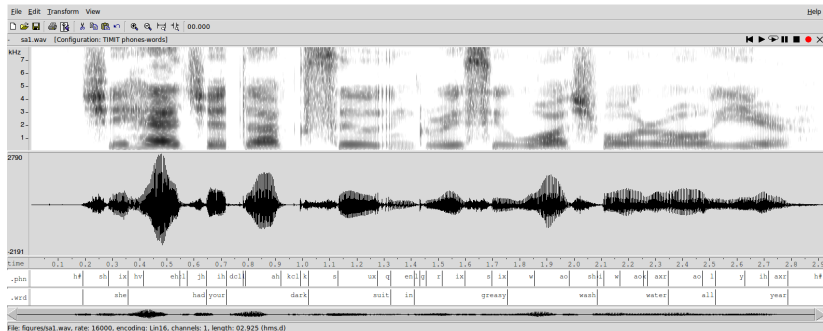 File Edit Transform View Help
00.000
- sa1.wav [Configuration: TIMIT phones-words]
kHz
7-
6-
5-
4-
3-
2-
1-
2790
-2191
time 0.1 0.2 0.3 0.4 0.5 0.6 0.7 0.8 0.9 1.0 1.1 1.2 1.3 1.4 1.5 1.6 1.7 1.8 1.9 2.0 2.1 2.2 2.3 2.4 2.5 2.6 2.7 2.8 2.9
.phn h# sh ix hv eh jh ih dcl ah kcl k s ux q en g r ix s ix w ao sh i w ao axr ao l y ih axr h#
.wrd she had your dark suit in greasy wash water all year
File: figures/sa1.wav, rate: 16000, encoding: Lin16, channels: 1, length: 02.925 (hms.d)